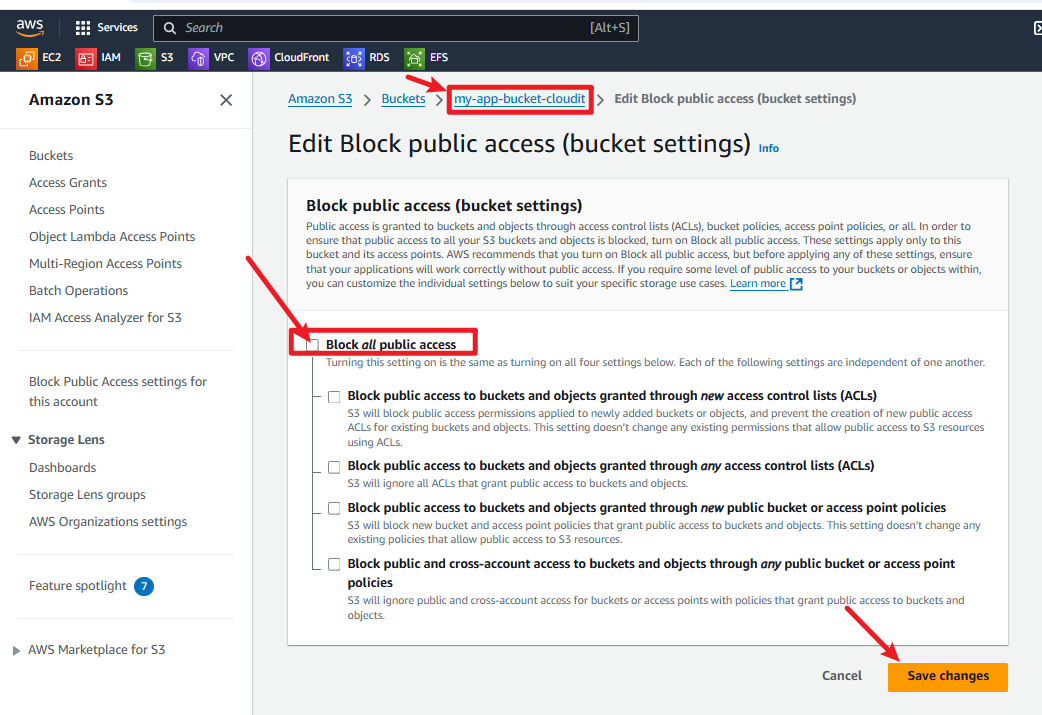 aws
Services
Search
[Alt+S]
EC2
IAM
S3
VPC
CloudFront
RDS
EFS
Amazon S3
Buckets
Access Grants
Access Points
Object Lambda Access Points
Multi-Region Access Points
Batch Operations
IAM Access Analyzer for S3
Block Public Access settings for
this account
Storage Lens
Dashboards
Storage Lens groups
AWS Organizations settings
Feature spotlight 7
AWS Marketplace for S3
Amazon S3 > Buckets > my-app-bucket-cloudit > Edit Block public access (bucket settings)
Edit Block public access (bucket settings) Info
Block public access (bucket settings)
Public access is granted to buckets and objects through access control lists (ACLs), bucket policies, access point policies, or all. In order to
ensure that public access to all your S3 buckets and objects is blocked, turn on Block all public access. These settings apply only to this
bucket and its access points. AWS recommends that you turn on Block all public access, but before applying any of these settings, ensure
that your applications will work correctly without public access. If you require some level of public access to your buckets or objects within,
you can customize the individual settings below to suit your specific storage use cases. Learn more
Block all public access
Turning this setting on is the same as turning on all four settings below. Each of the following settings are independent of one another.
Block public access to buckets and objects granted through new access control lists (ACLs)
S3 will block public access permissions applied to newly added buckets or objects, and prevent the creation of new public access
ACLs for existing buckets and objects. This setting doesn't change any existing permissions that allow public access to S3 resources
using ACLs.
Block public access to buckets and objects granted through any access control lists (ACLs)
S3 will ignore all ACLs that grant public access to buckets and objects.
Block public access to buckets and objects granted through new public bucket or access point policies
S3 will block new bucket and access point policies that grant public access to buckets and objects. This setting doesn't change any
existing policies that allow public access to S3 resources.
Block public and cross-account access to buckets and objects through any public bucket or access point
policies
S3 will ignore public and cross-account access for buckets or access points with policies that grant public access to buckets and
objects.
Cancel
Save changes